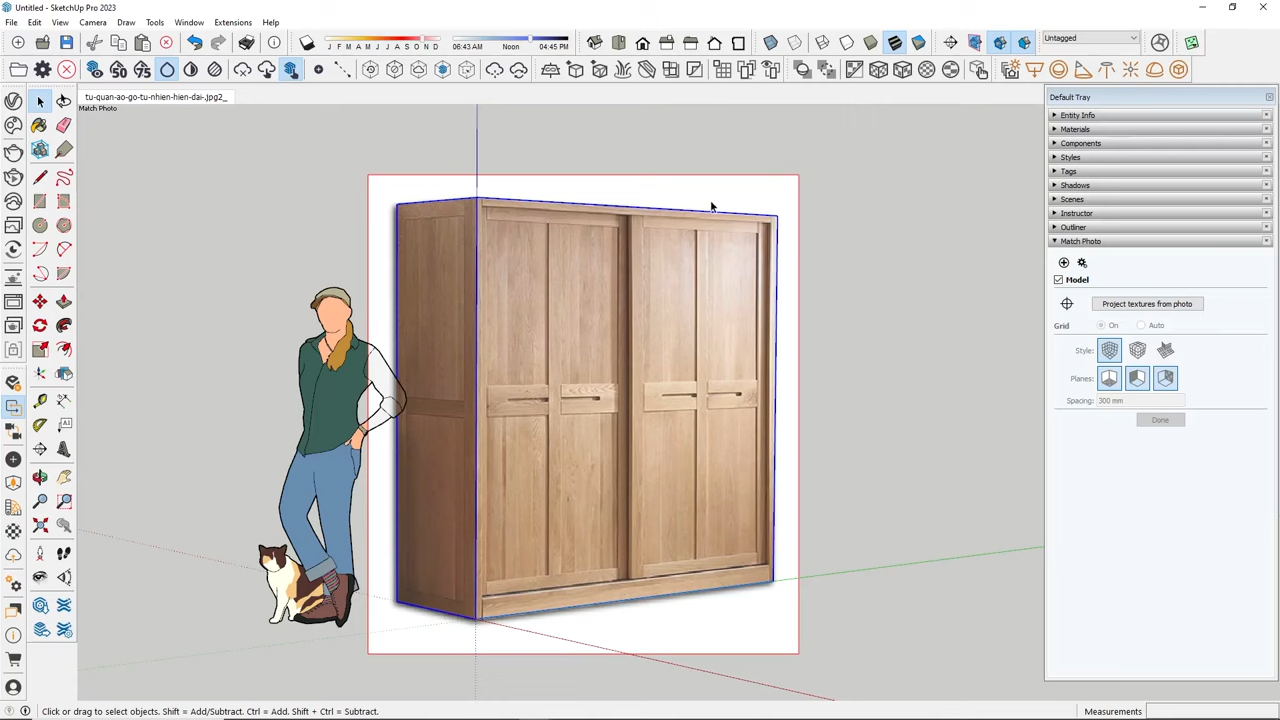 Untitled - SketchUp Pro 2023
File Edit View Camera Draw Tools Window Extensions Help
J F M A M J J A S O N D
06:43 AM Noon 04:45 PM
Untagged
50 75
tu-quan-ao-go-tu-nhien-hien-dai-.jpg2_
Match Photo
Default Tray
Entity Info
Materials
Components
Styles
Tags
Shadows
Scenes
Instructor
Outliner
Match Photo
Model
Project textures from photo
Grid On Auto
Style:
Planes:
Spacing: 300 mm
Done
Click or drag to select objects. Shift = Add/Subtract. Ctrl = Add. Shift + Ctrl = Subtract.
Measurements